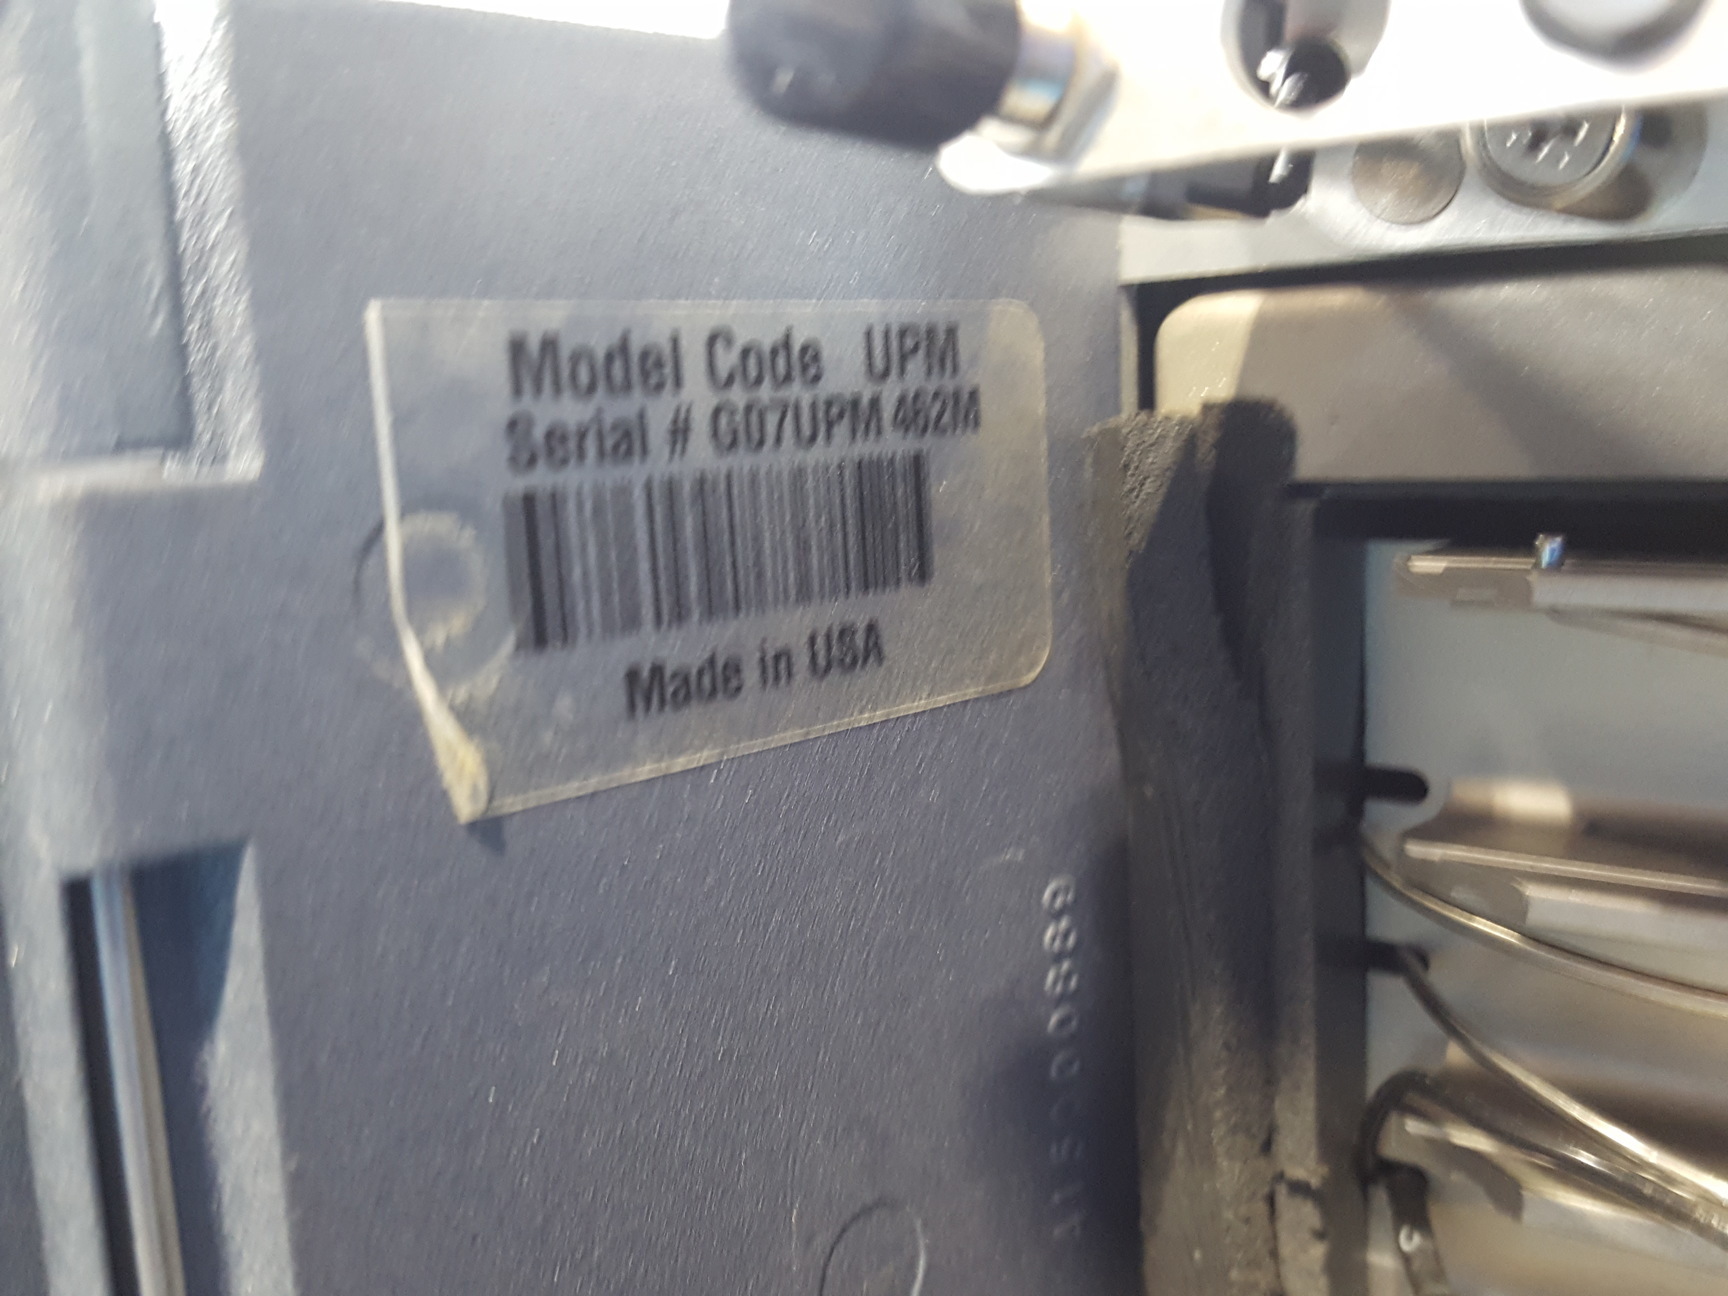 Model Code UPM
Serial # G07UPM 462M
Made in USA